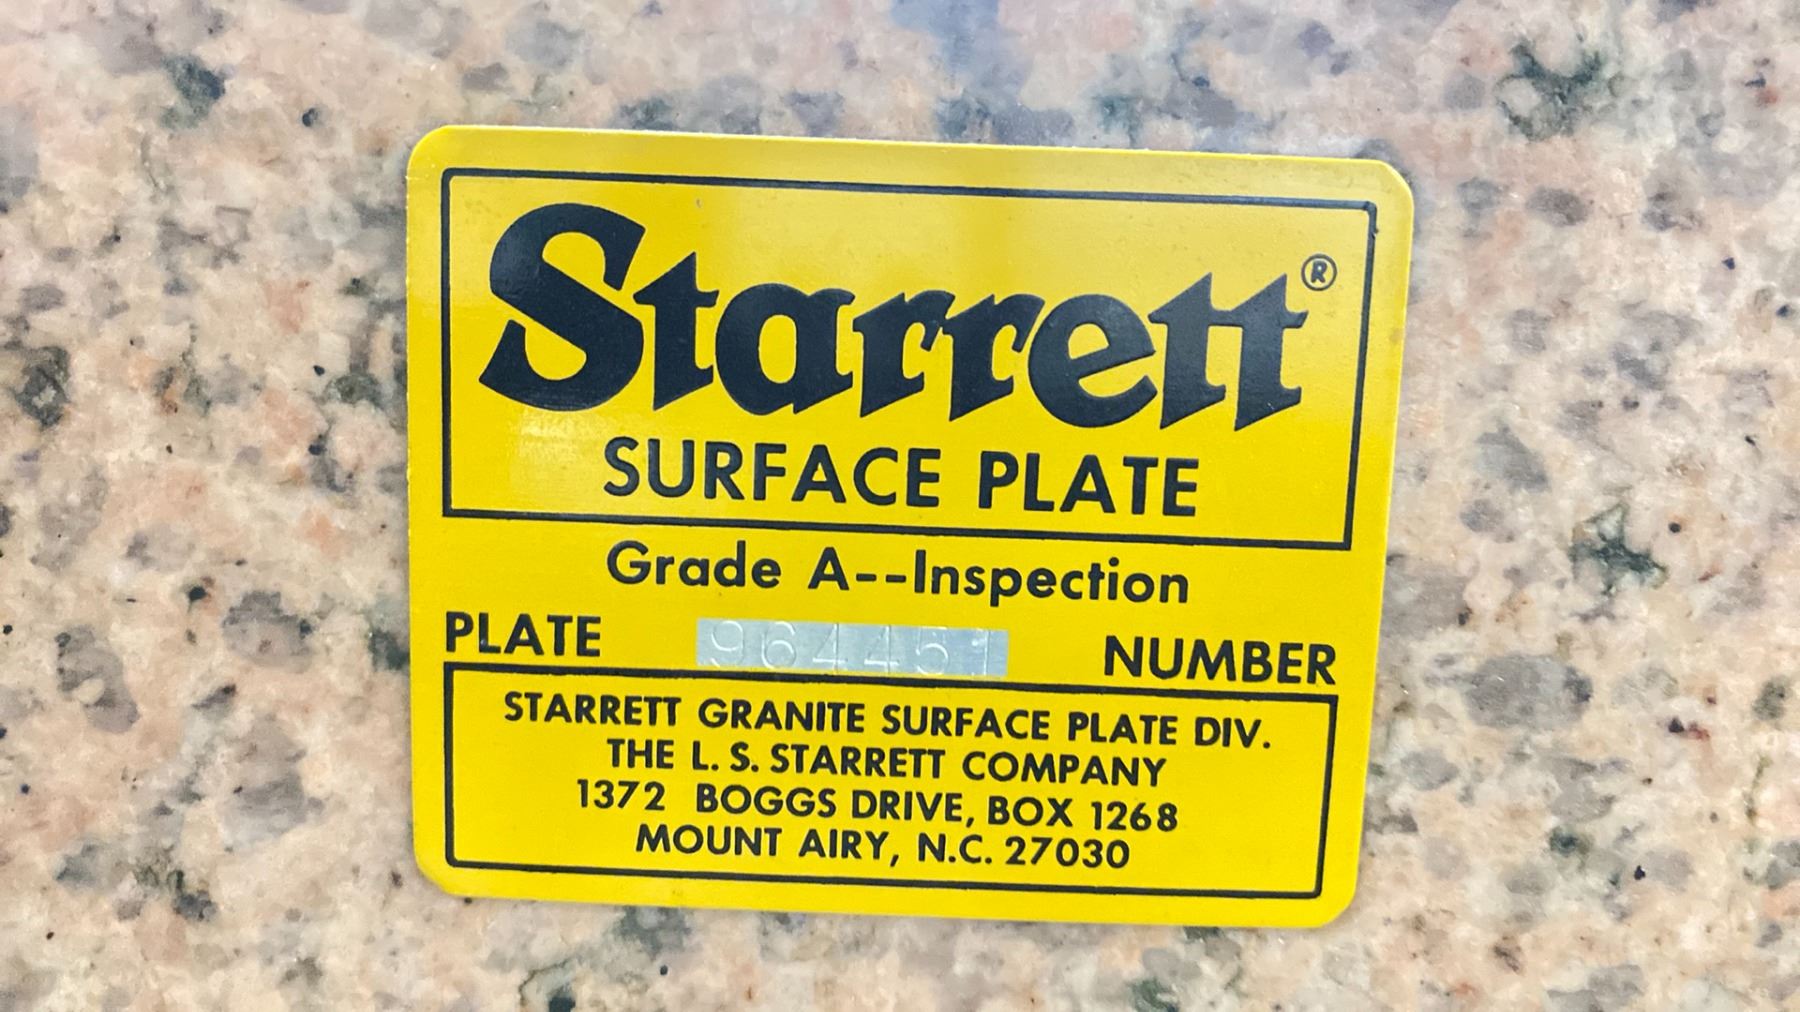 Starrett®
SURFACE PLATE
Grade A--Inspection
PLATE 964451 NUMBER
STARRETT GRANITE SURFACE PLATE DIV.
THE L. S. STARRETT COMPANY
1372 BOGGS DRIVE, BOX 1268
MOUNT AIRY, N.C. 27030